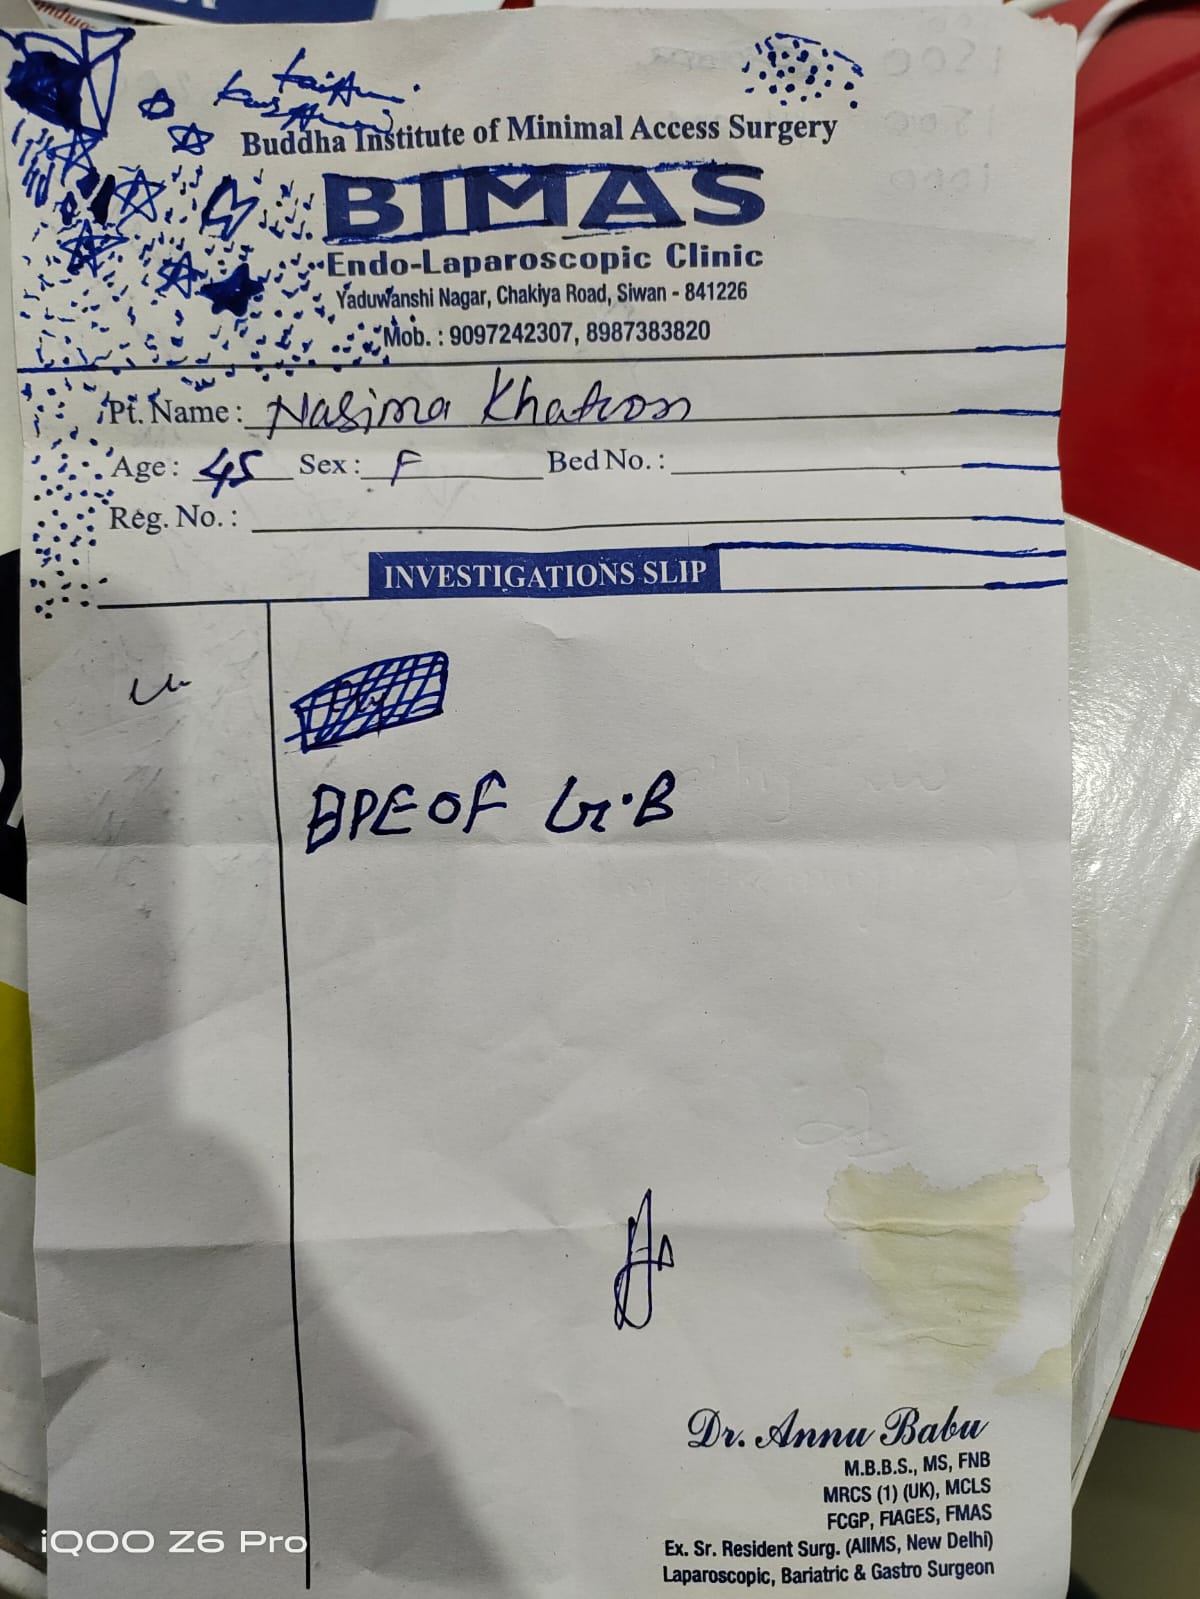 Buddha Institute of Minimal Access Surgery
BIMAS
Endo-Laparoscopic Clinic
Yaduwanshi Nagar, Chakiya Road, Siwan - 841226
Mob. : 9097242307, 8987383820
Pt. Name : Nasima Khatoon
Age : 45 Sex : F Bed No. :
Reg. No. :
INVESTIGATIONS SLIP
BPE OF G.B
Dr. Annu Babu
M.B.B.S., MS, FNB
MRCS (1) (UK), MCLS
FCGP, FIAGES, FMAS
Ex. Sr. Resident Surg. (AIIMS, New Delhi)
Laparoscopic, Bariatric & Gastro Surgeon
iQOO Z6 Pro